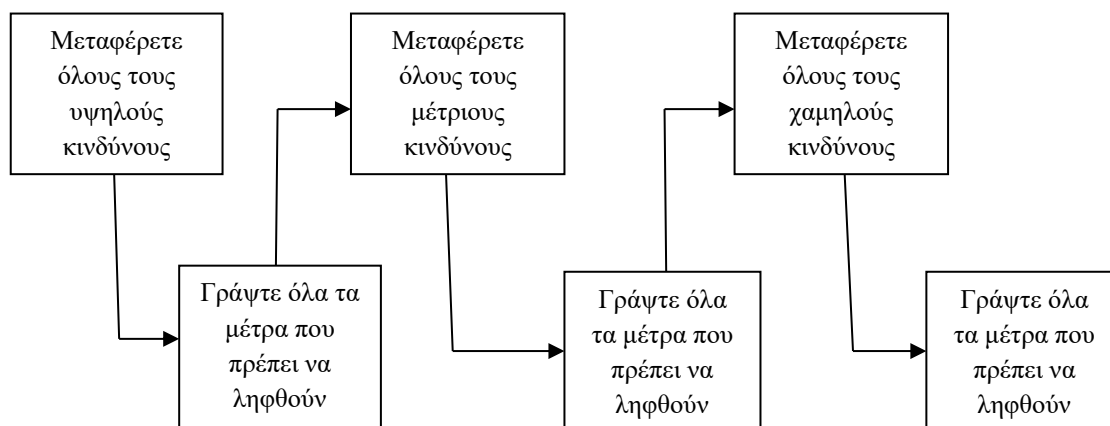 Μεταφέρετε
όλους τους
υψηλούς
κινδύνους
Γράψτε όλα τα
μέτρα που
πρέπει να
ληφθούν
Μεταφέρετε
όλους τους
μέτριους
κινδύνους
Γράψτε όλα
τα μέτρα που
πρέπει να
ληφθούν
Μεταφέρετε
όλους τους
χαμηλούς
κινδύνους
Γράψτε όλα
τα μέτρα που
πρέπει να
ληφθούν